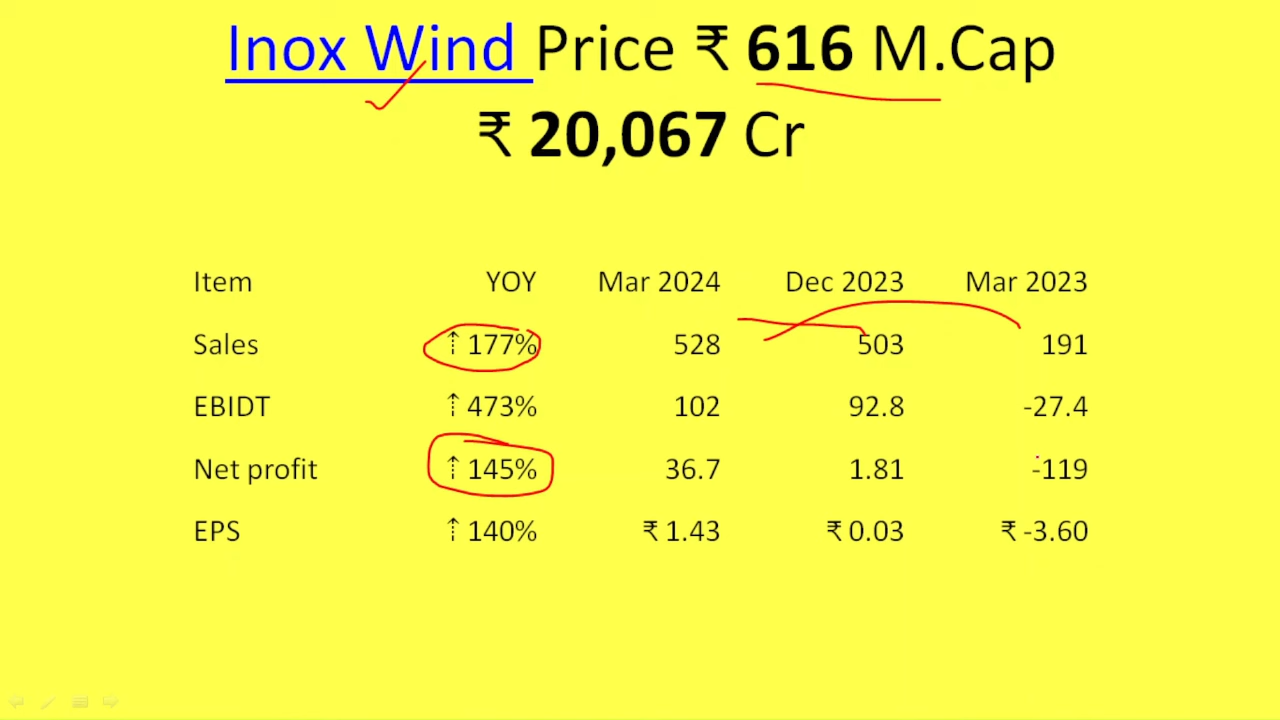 Inox Wind Price ₹ 616 M.Cap
₹ 20,067 Cr
Item YOY Mar 2024 Dec 2023 Mar 2023
Sales ⇡ 177% 528 503 191
EBIDT ⇡ 473% 102 92.8 -27.4
Net profit ⇡ 145% 36.7 1.81 -119
EPS ⇡ 140% ₹ 1.43 ₹ 0.03 ₹ -3.60